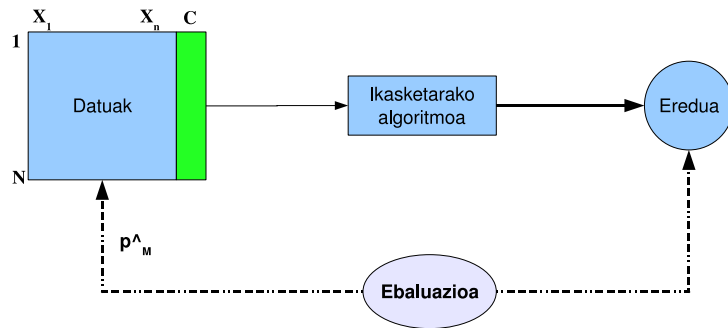 X1 Xn C
1
Datuak
N
Ikasketarako
algoritmoa
Eredua
p^M
Ebaluazioa